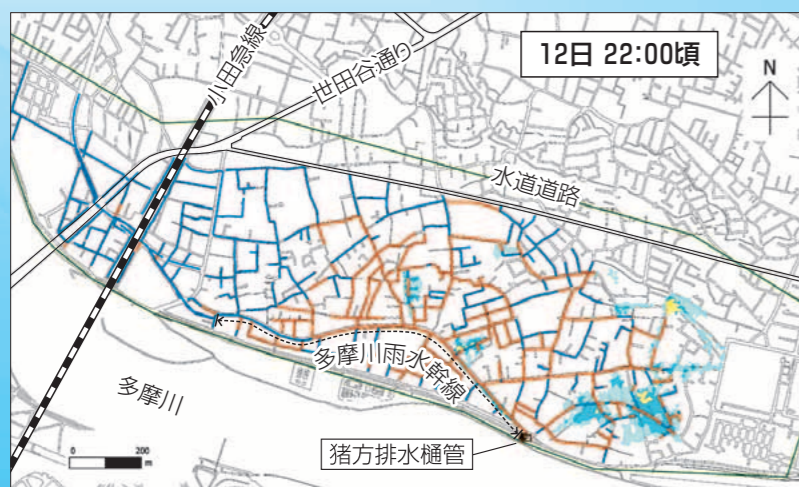 12日 22:00頃
N
小田急線
世田谷通り
水道道路
多摩川雨水幹線
多摩川
猪方排水樋管
0 200
m